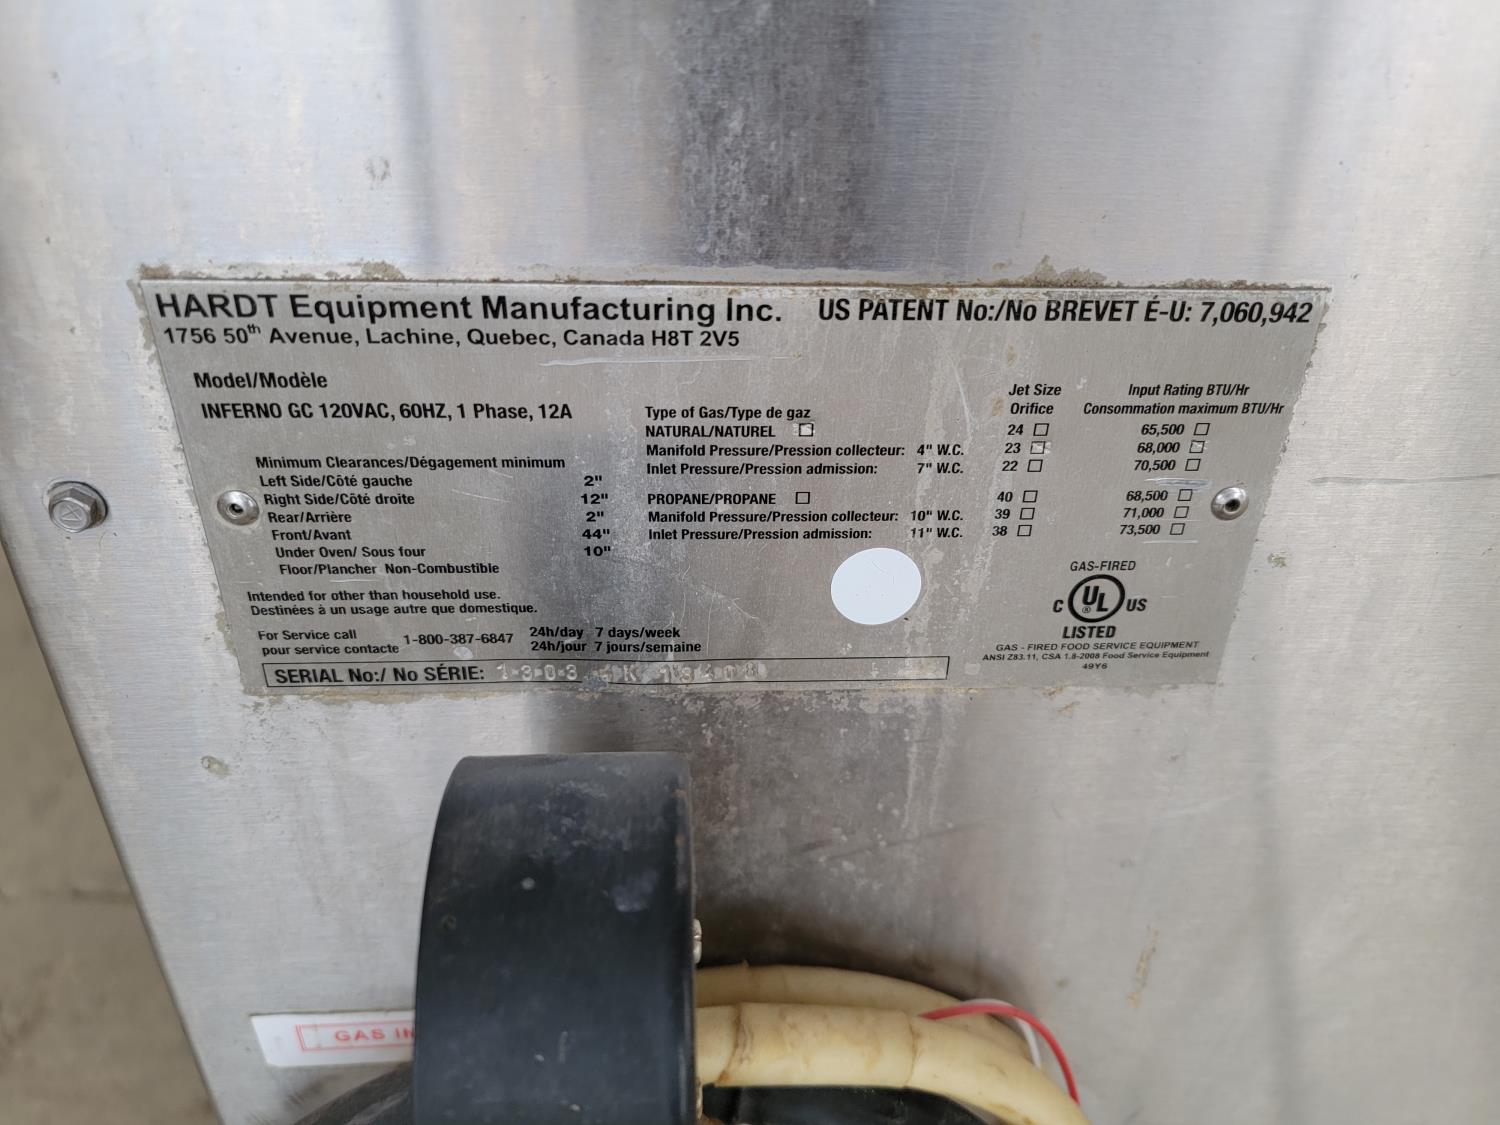 HARDT Equipment Manufacturing Inc. US PATENT No:/No BREVET É-U: 7,060,942
1756 50th Avenue, Lachine, Quebec, Canada H8T 2V5
Model/Modèle
INFERNO GC 120VAC, 60HZ, 1 Phase, 12A
Minimum Clearances/Dégagement minimum
Left Side/Côté gauche 2"
Right Side/Côté droite 12"
Rear/Arrière 2"
Front/Avant 44"
Under Oven/ Sous four 10"
Floor/Plancher Non-Combustible
Intended for other than household use.
Destinées à un usage autre que domestique.
For Service call
pour service contacte 1-800-387-6847
24h/day 7 days/week
24h/jour 7 jours/semaine
SERIAL No:/ No SÉRIE:
Type of Gas/Type de gaz
NATURAL/NATUREL
Manifold Pressure/Pression collecteur: 4" W.C.
Inlet Pressure/Pression admission: 7" W.C.
PROPANE/PROPANE
Manifold Pressure/Pression collecteur: 10" W.C.
Inlet Pressure/Pression admission: 11" W.C.
Jet Size
Orifice
24
23
22
40
39
38
Input Rating BTU/Hr
Consommation maximum BTU/Hr
65,500
68,000
70,500
68,500
71,000
73,500
GAS-FIRED
C UL® US
LISTED
GAS - FIRED FOOD SERVICE EQUIPMENT
ANSI Z83.11, CSA 1.8-2008 Food Service Equipment
49Y6
GAS